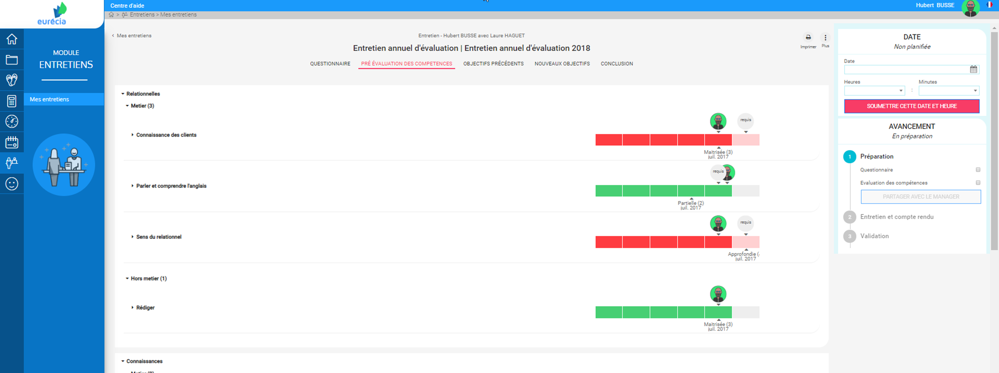 Centre d'aide
Hubert BUSSE
eurécia
> Entretiens > Mes entretiens
MODULE
ENTRETIENS
Mes entretiens
< Mes entretiens
Entretien - Hubert BUSSE avec Laure HAGUET
Entretien annuel d'évaluation | Entretien annuel d'évaluation 2018
Imprimer
Plus
QUESTIONNAIRE PRÉ ÉVALUATION DES COMPETENCES OBJECTIFS PRÉCÉDENTS NOUVEAUX OBJECTIFS CONCLUSION
Relationnelles
Metier (3)
requis
Connaissance des clients
Maitrisée (3)
juil. 2017
requis
Parler et comprendre l'anglais
Partielle (2)
juil. 2017
requis
Sens du relationnel
Approfondie (
juil. 2017
Hors metier (1)
Rédiger
Maitrisée (3)
juil. 2017
Connaissances
DATE
Non planifiée
Date
Heures
Minutes
:
SOUMETTRE CETTE DATE ET HEURE
AVANCEMENT
En préparation
1 Préparation
Questionnaire
Evaluation des compétences
PARTAGER AVEC LE MANAGER
2 Entretien et compte rendu
3 Validation